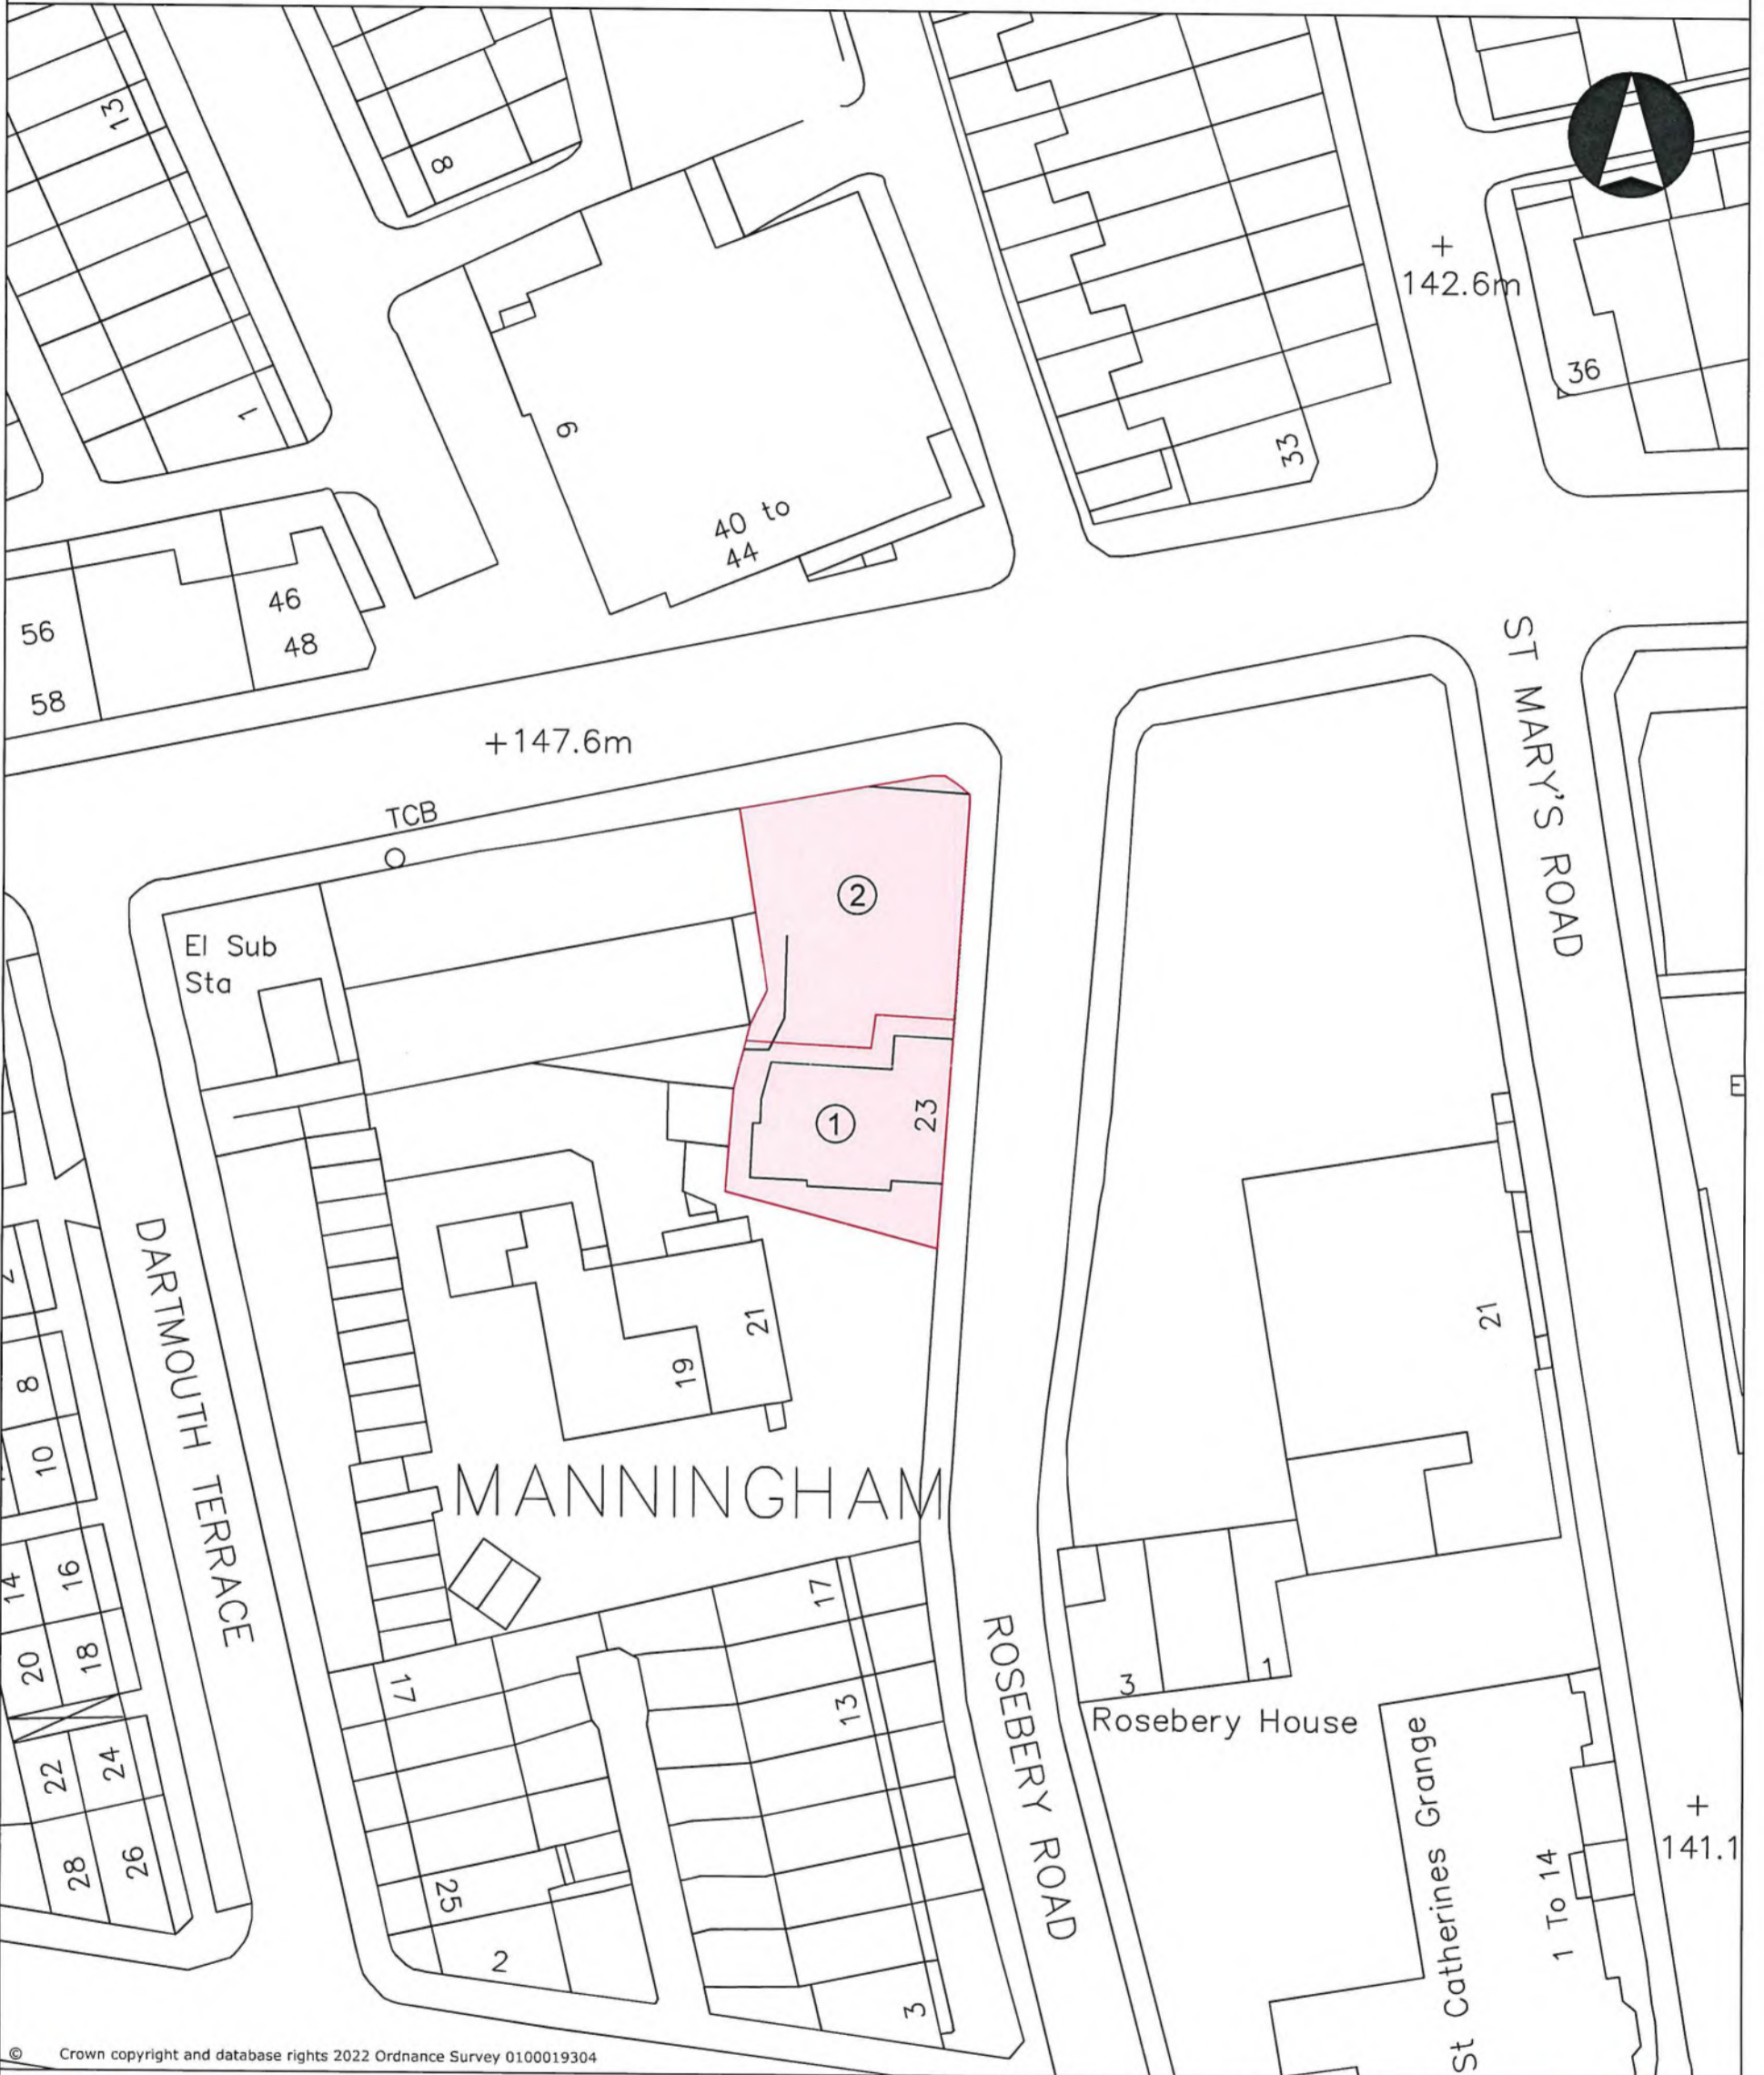 13
8
1
+
142.6m
36
33
9
40 to
44
46
48
56
58
+147.6m
TCB
ST MARY'S ROAD
El Sub
Sta
2
1
23
DARTMOUTH TERRACE
8
10
14
16
20
18
22
24
28
26
21
19
21
MANNINGHAM
17
17
13
25
2
3
ROSEBERY ROAD
3
1
Rosebery House
St Catherines Grange
1 To 14
+
141.1
© Crown copyright and database rights 2022 Ordnance Survey 0100019304